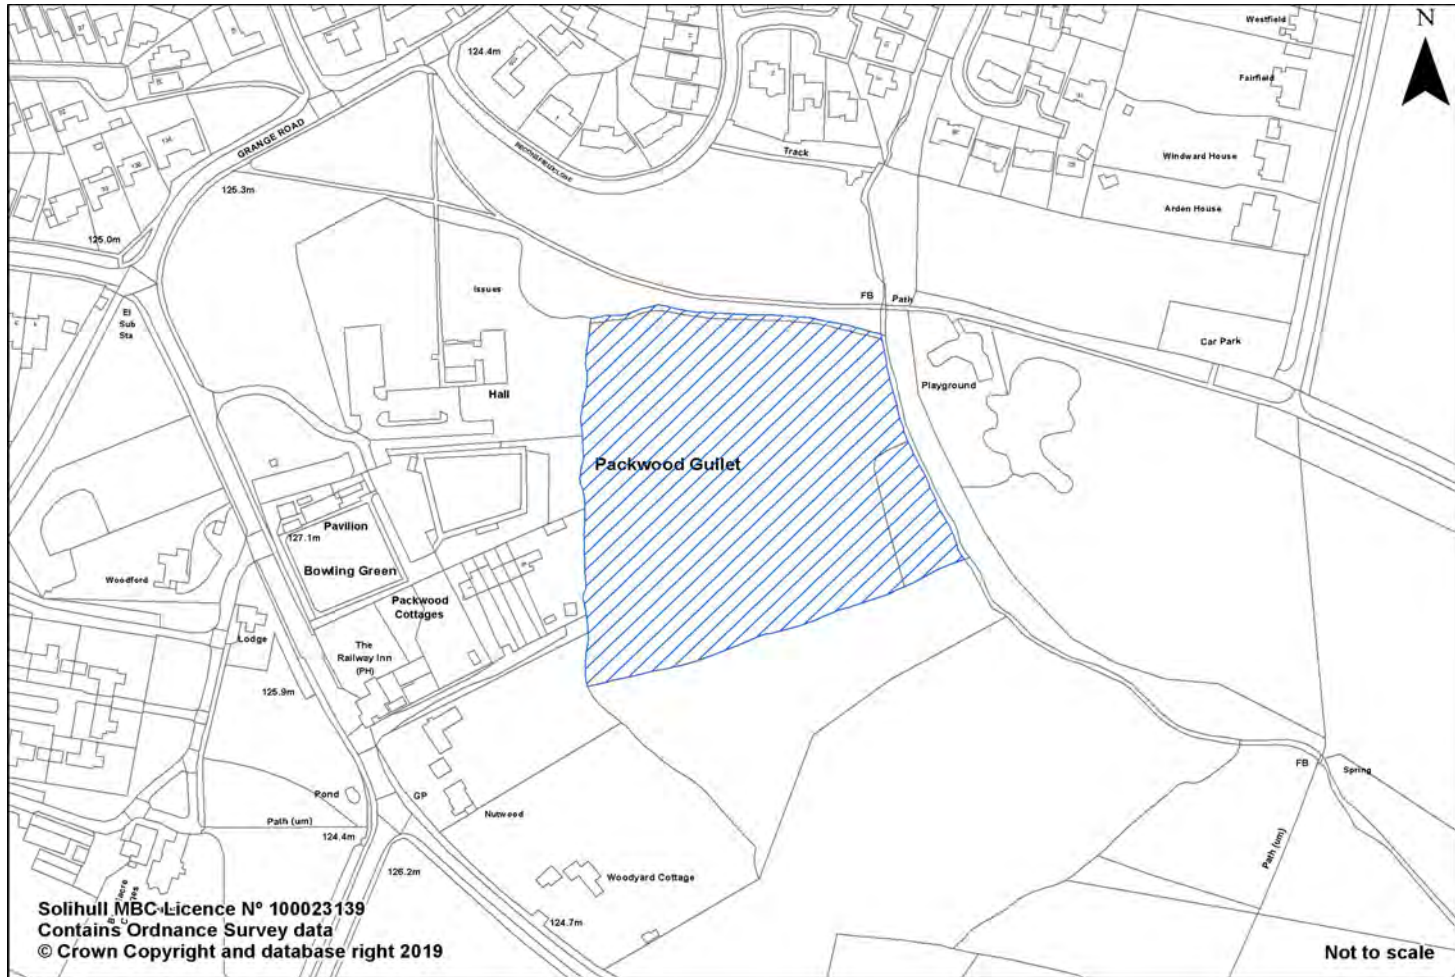 Westfield
N
124.4m
Fairfield
GRANGE ROAD
Track
Windward House
125.3m
Arden House
125.0m
Issues
FB
Path
El
Sub
Sta
Car Park
Playground
Hall
Packwood Gullet
Pavilion
127.1m
Bowling Green
Woodford
Packwood
Cottages
Lodge
The
Railway Inn
(PH)
125.9m
FB
Spring
Pond
GP
Nutwood
Path (um)
124.4m
Path (um)
126.2m
Woodyard Cottage
124.7m
Solihull MBC Licence Nº 100023139
Contains Ordnance Survey data
© Crown Copyright and database right 2019
Not to scale